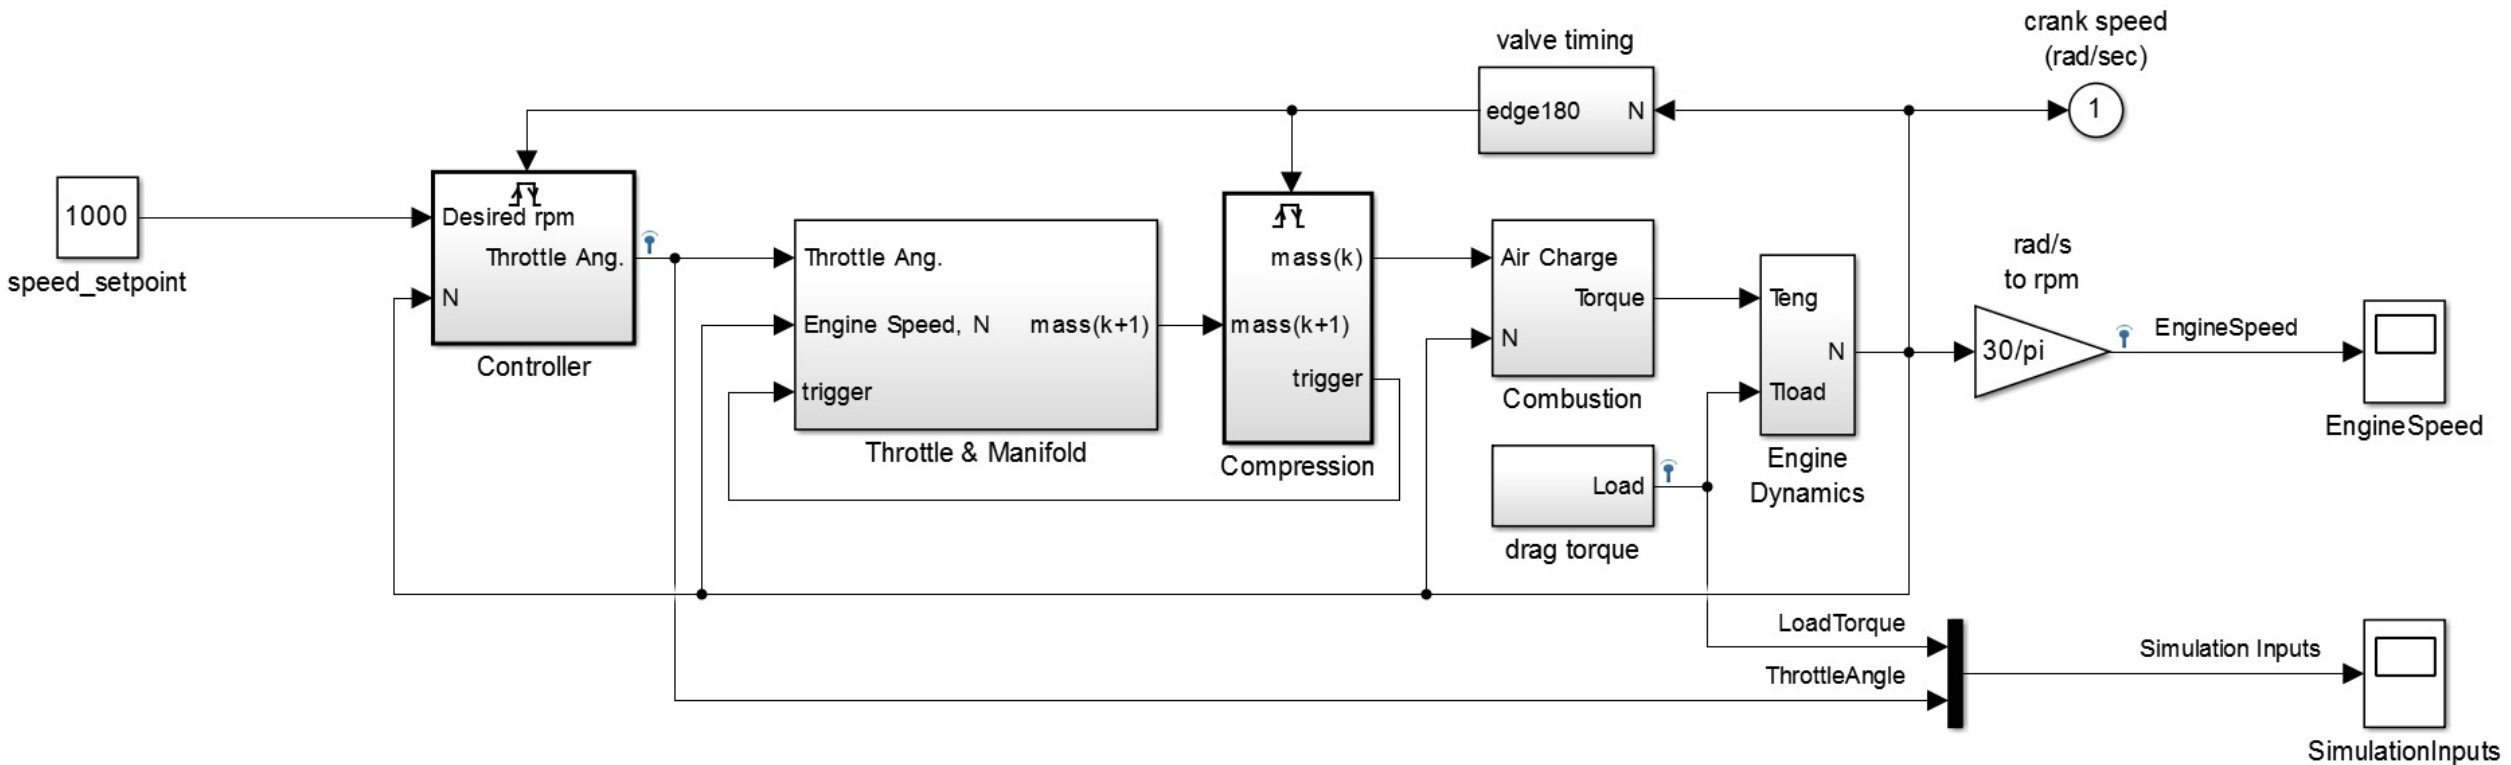 crank speed
(rad/sec)
valve timing
edge180
N
1
1000
speed_setpoint
Desired rpm
Throttle Ang.
N
Controller
Throttle Ang.
Engine Speed, N
mass(k+1)
trigger
Throttle & Manifold
mass(k)
mass(k+1)
trigger
Compression
Air Charge
Torque
N
Combustion
Load
drag torque
Teng
N
Tload
Engine
Dynamics
rad/s
to rpm
30/pi
EngineSpeed
EngineSpeed
LoadTorque
ThrottleAngle
Simulation Inputs
SimulationInputs